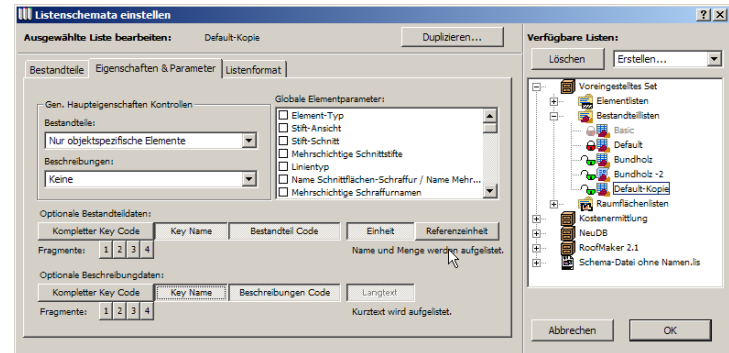 Listenschemata einstellen
Ausgewählte Liste bearbeiten: Default-Kopie Duplizieren...
Bestandteile Eigenschaften & Parameter Listenformat
Gen. Haupteigenschaften Kontrollen
Bestandteile:
Nur objektspezifische Elemente
Beschreibungen:
Keine
Globale Elementparameter:
Element-Typ
Stift-Ansicht
Stift-Schnitt
Mehrschichtige Schnittstifte
Linientyp
Name Schnittflächen-Schraffur / Name Mehr...
Mehrschichtige Schraffurnamen
Optionale Bestandteildaten:
Kompletter Key Code Key Name Bestandteil Code Einheit Referenzeinheit
Fragmente: 1 2 3 4 Name und Menge werden aufgelistet.
Optionale Beschreibungdaten:
Kompletter Key Code Key Name Beschreibungen Code Langtext
Fragmente: 1 2 3 4 Kurztext wird aufgelistet.
Verfügbare Listen:
Löschen Erstellen...
Voreingestelltes Set
Elementlisten
Bestandteillisten
Basic
Default
Bundholz
Bundholz -2
Default-Kopie
Raumflächenlisten
Kostenermittlung
NeuDB
RoofMaker 2.1
Schema-Datei ohne Namen.lis
Abbrechen OK